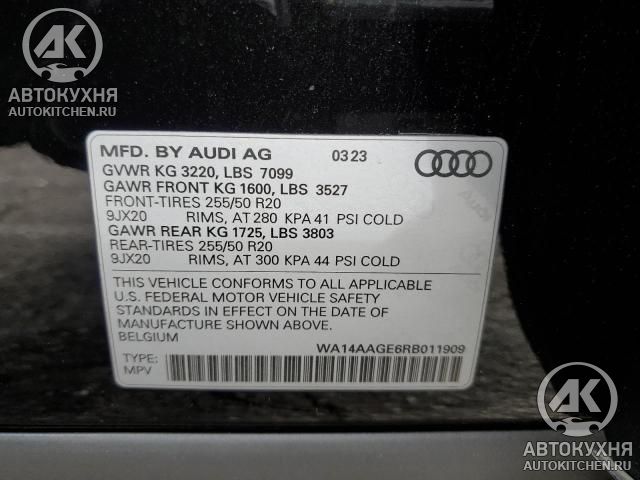 АК
АВТОКУХНЯ
AUTOKITCHEN.RU
MFD. BY AUDI AG 0323
GVWR KG 3220, LBS 7099
GAWR FRONT KG 1600, LBS 3527
FRONT-TIRES 255/50 R20
9JX20 RIMS, AT 280 KPA 41 PSI COLD
GAWR REAR KG 1725, LBS 3803
REAR-TIRES 255/50 R20
9JX20 RIMS, AT 300 KPA 44 PSI COLD
THIS VEHICLE CONFORMS TO ALL APPLICABLE
U.S. FEDERAL MOTOR VEHICLE SAFETY
STANDARDS IN EFFECT ON THE DATE OF
MANUFACTURE SHOWN ABOVE.
BELGIUM
WA14AAGE6RB011909
TYPE:
MPV
АК
АВТОКУХНЯ
AUTOKITCHEN.RU